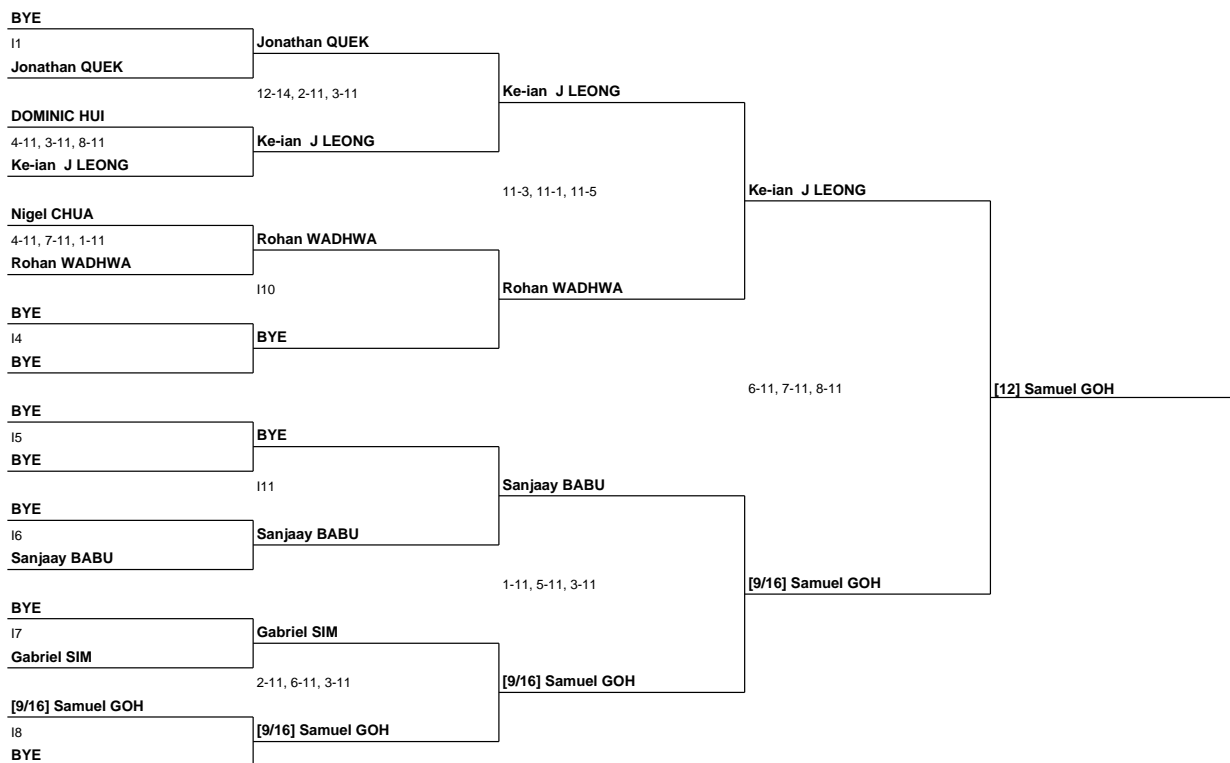 BYE
I1
Jonathan QUEK
Jonathan QUEK
12-14, 2-11, 3-11
Ke-ian J LEONG
DOMINIC HUI
4-11, 3-11, 8-11
Ke-ian J LEONG
Ke-ian J LEONG
11-3, 11-1, 11-5
Ke-ian J LEONG
Nigel CHUA
4-11, 7-11, 1-11
Rohan WADHWA
Rohan WADHWA
I10
Rohan WADHWA
BYE
I4
BYE
BYE
6-11, 7-11, 8-11
[12] Samuel GOH
BYE
I5
BYE
BYE
I11
Sanjaay BABU
BYE
I6
Sanjaay BABU
Sanjaay BABU
1-11, 5-11, 3-11
[9/16] Samuel GOH
BYE
I7
Gabriel SIM
Gabriel SIM
2-11, 6-11, 3-11
[9/16] Samuel GOH
[9/16] Samuel GOH
I8
BYE
[9/16] Samuel GOH